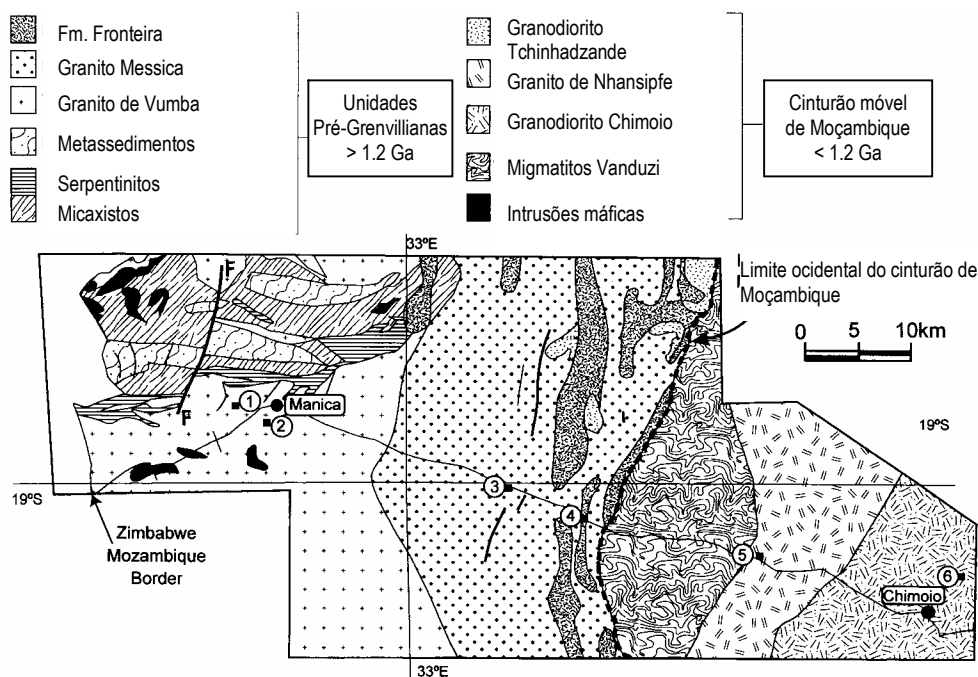 Fm. Fronteira
Granito Messica
Granito de Vumba
Metassedimentos
Serpentinitos
Micaxistos
Unidades
Pré-Grenvillianas
> 1.2 Ga
Granodiorito
Tchinhadzande
Granito de Nhansipfe
Granodiorito Chimoio
Migmatitos Vanduzi
Intrusões máficas
Cinturão móvel
de Moçambique
< 1.2 Ga
33ºE
Limite ocidental do cinturão de
Moçambique
0 5 10km
F
F
1
Manica
2
19ºS
19ºS
3
4
5
6
Chimoio
Zimbabwe
Mozambique
Border
33ºE